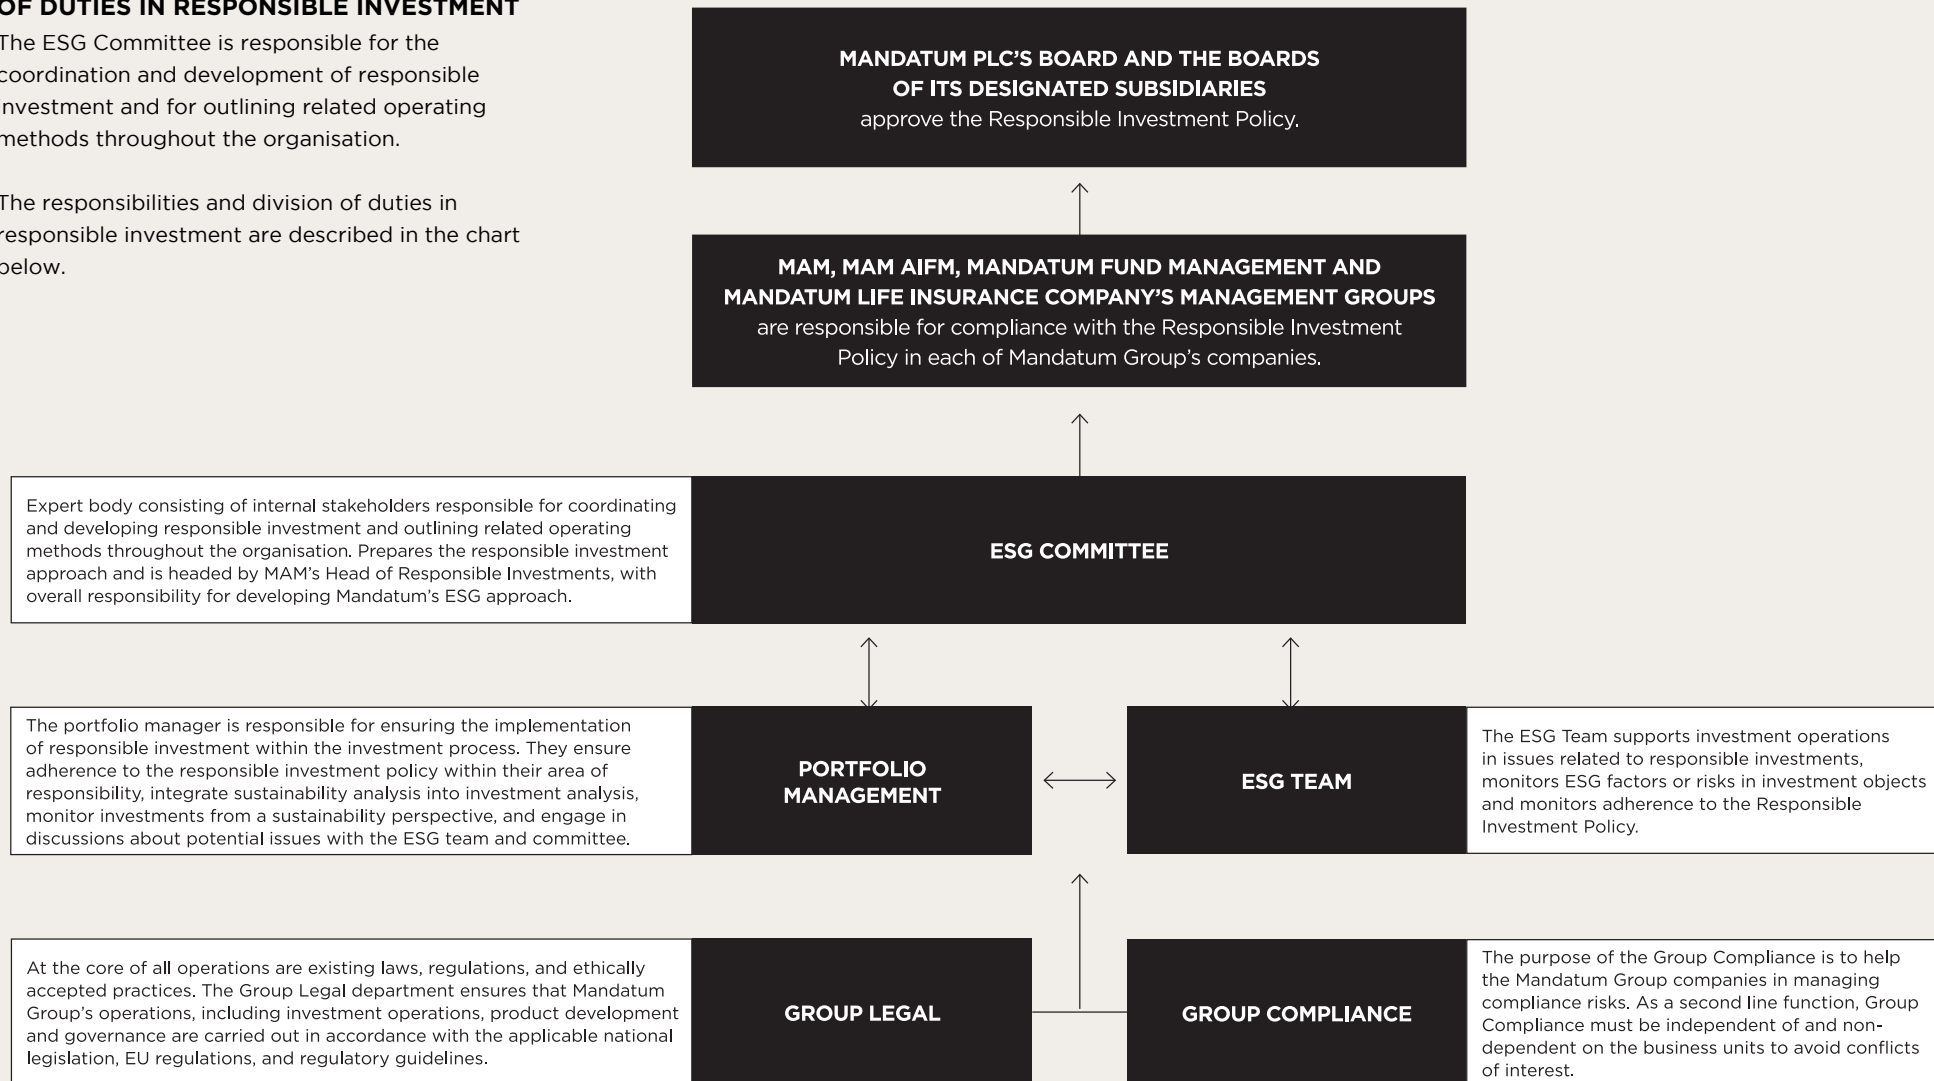 OF DUTIES IN RESPONSIBLE INVESTMENT
The ESG Committee is responsible for the
coordination and development of responsible
investment and for outlining related operating
methods throughout the organisation.
The responsibilities and division of duties in
responsible investment are described in the chart
below.
MANDATUM PLC'S BOARD AND THE BOARDS
OF ITS DESIGNATED SUBSIDIARIES
approve the Responsible Investment Policy.
MAM, MAM AIFM, MANDATUM FUND MANAGEMENT AND
MANDATUM LIFE INSURANCE COMPANY'S MANAGEMENT GROUPS
are responsible for compliance with the Responsible Investment
Policy in each of Mandatum Group's companies.
Expert body consisting of internal stakeholders responsible for coordinating
and developing responsible investment and outlining related operating
methods throughout the organisation. Prepares the responsible investment
approach and is headed by MAM's Head of Responsible Investments, with
overall responsibility for developing Mandatum's ESG approach.
ESG COMMITTEE
The portfolio manager is responsible for ensuring the implementation
of responsible investment within the investment process. They ensure
adherence to the responsible investment policy within their area of
responsibility, integrate sustainability analysis into investment analysis,
monitor investments from a sustainability perspective, and engage in
discussions about potential issues with the ESG team and committee.
PORTFOLIO
MANAGEMENT
ESG TEAM
The ESG Team supports investment operations
in issues related to responsible investments,
monitors ESG factors or risks in investment objects
and monitors adherence to the Responsible
Investment Policy.
At the core of all operations are existing laws, regulations, and ethically
accepted practices. The Group Legal department ensures that Mandatum
Group's operations, including investment operations, product development
and governance are carried out in accordance with the applicable national
legislation, EU regulations, and regulatory guidelines.
GROUP LEGAL
GROUP COMPLIANCE
The purpose of the Group Compliance is to help
the Mandatum Group companies in managing
compliance risks. As a second line function, Group
Compliance must be independent of and non-
dependent on the business units to avoid conflicts
of interest.